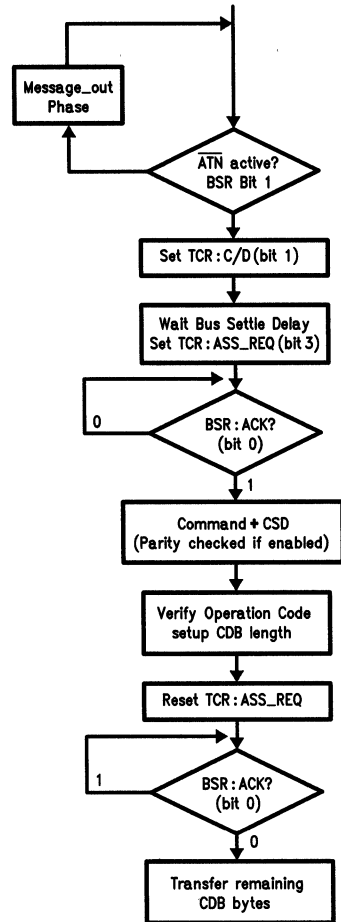 Message_out
Phase
ATN active?
BSR Bit 1
Set TCR:C/D(bit 1)
Wait Bus Settle Delay
Set TCR:ASS_REQ(bit3)
0
BSR:ACK?
(bit 0)
1
Command+CSD
(Parity checked if enabled)
Verify Operation Code
setup CDB length
Reset TCR:ASS_REQ
1
BSR:ACK?
(bit 0)
0
Transfer remaining
CDB bytes